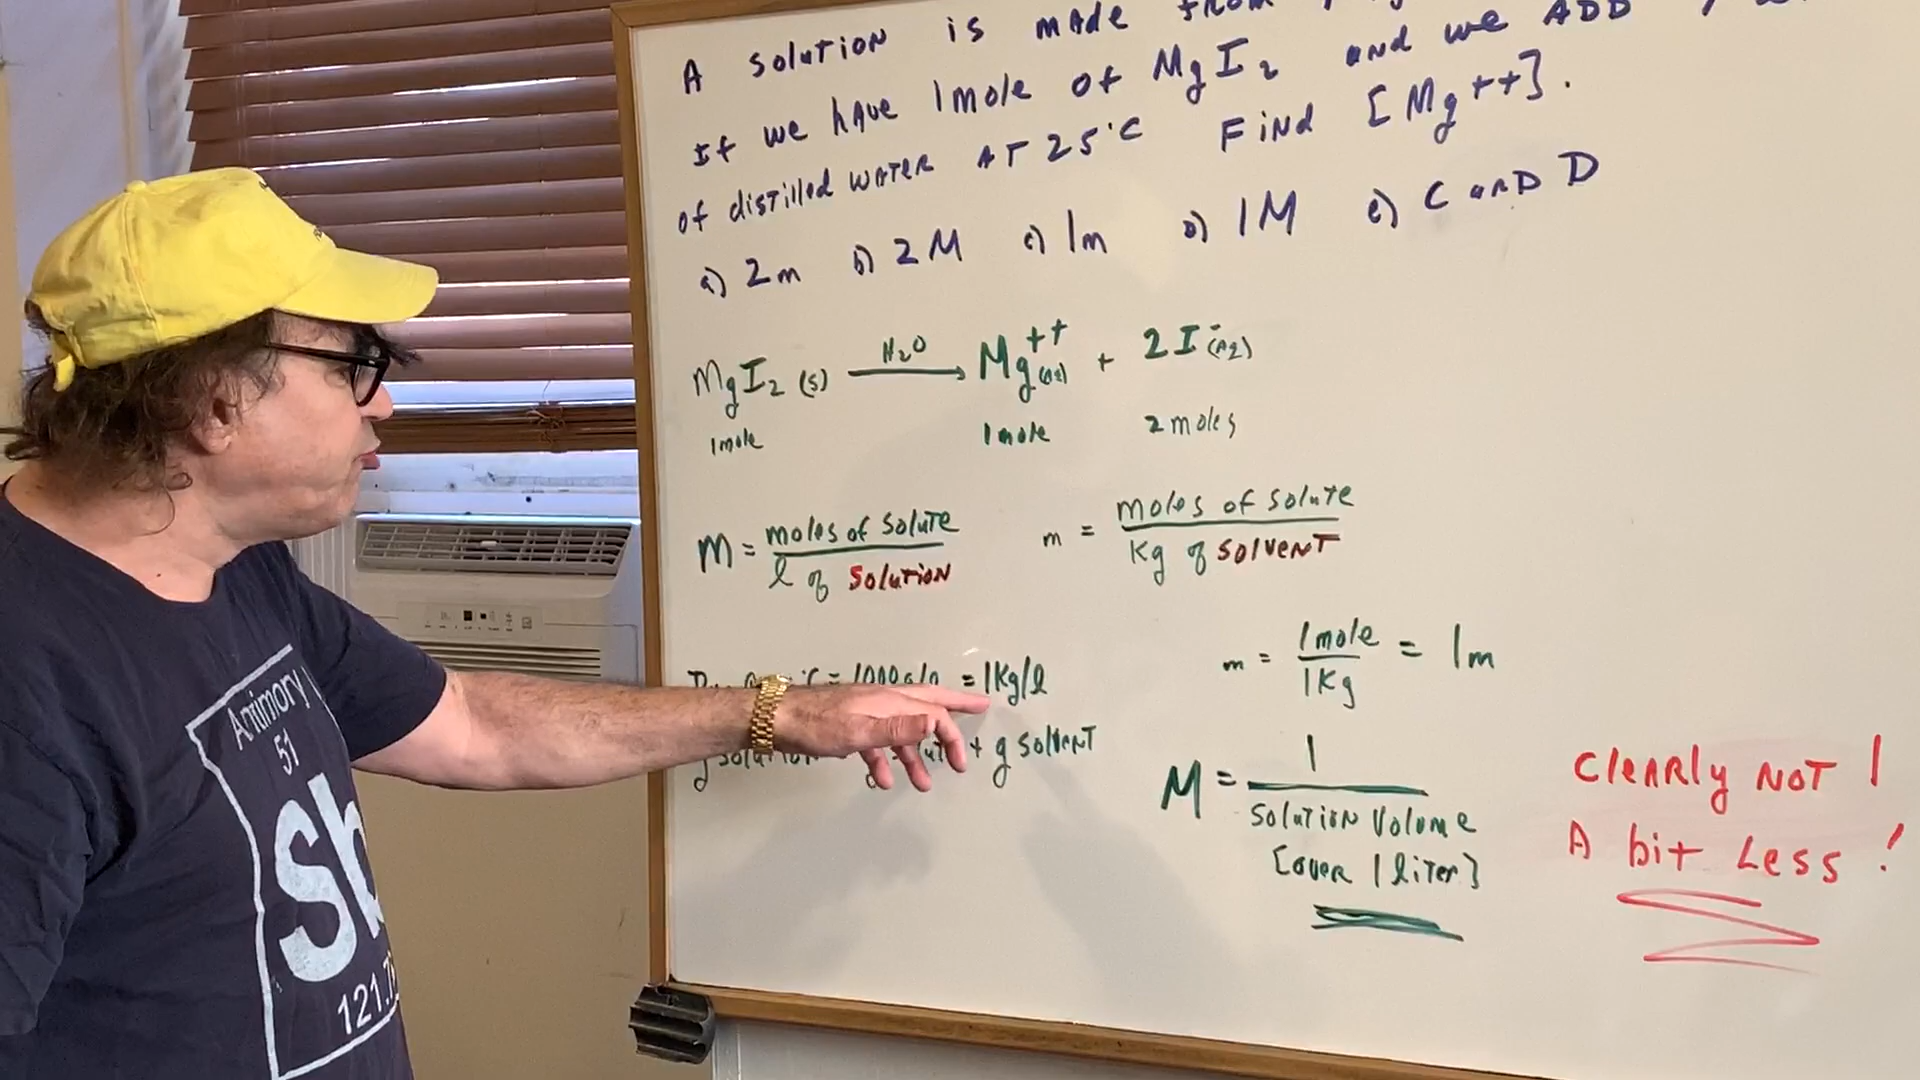 A solution is made from
If we have 1 mole of MgI2 and we ADD
of distilled water AT 25°C Find [Mg++].
a) 2m b) 2M c) 1m D) 1M e) C anD D
MgI2 (s) H2O → Mg++ (aq) + 2I- (Aq)
1 mole 1 mole 2 moles
M = moles of solute / l of solution
m = moles of solute / Kg of solvent
= 1Kg/l
+ g solvent
m = 1 mole / 1Kg = 1m
M = 1 / Solution Volume
[over 1 liter]
Clearly NOT 1
A bit Less!
Antimony
51
Sb